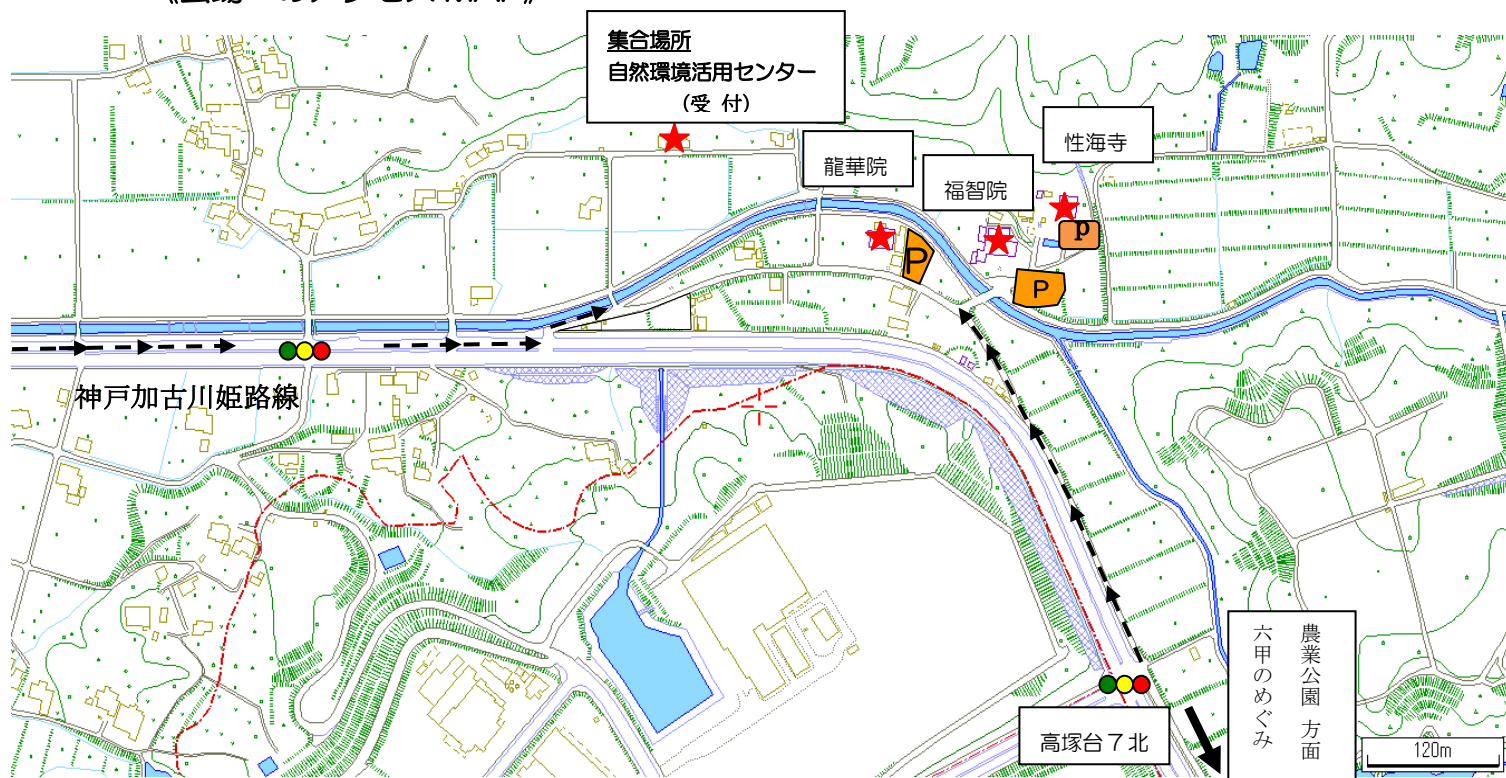 集合場所
自然環境活用センター
(受 付)
性海寺
龍華院
福智院
p
P
P
神戸加古川姫路線
農業公園 方面
六甲のめぐみ
高塚台7北
120m